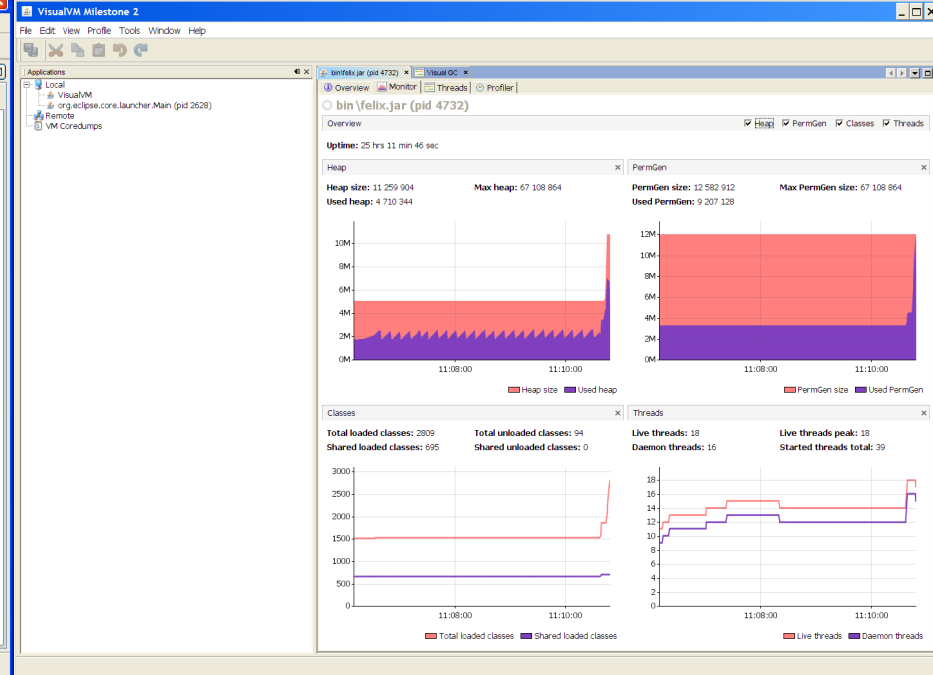 VisualVM Milestone 2
File Edit View Profile Tools Window Help
Applications
Local
VisualVM
org.eclipse.core.launcher.Main (pid 2628)
Remote
VM Coredumps
bin\felix.jar (pid 4732) Visual GC
Overview Monitor Threads Profiler
bin\felix.jar (pid 4732)
Overview Heap PermGen Classes Threads
Uptime: 25 hrs 11 min 46 sec
Heap
Heap size: 11 259 904 Max heap: 67 108 864
Used heap: 4 710 344
10M
8M
6M
4M
2M
0M
11:08:00 11:10:00
Heap size Used heap
PermGen
PermGen size: 12 582 912 Max PermGen size: 67 108 864
Used PermGen: 9 207 128
12M
10M
8M
6M
4M
2M
0M
11:08:00 11:10:00
PermGen size Used PermGen
Classes
Total loaded classes: 2809 Total unloaded classes: 94
Shared loaded classes: 695 Shared unloaded classes: 0
3000
2500
2000
1500
1000
500
0
11:08:00 11:10:00
Total loaded classes Shared loaded classes
Threads
Live threads: 18 Live threads peak: 18
Daemon threads: 16 Started threads total: 39
18
16
14
12
10
8
6
4
2
0
11:08:00 11:10:00
Live threads Daemon threads